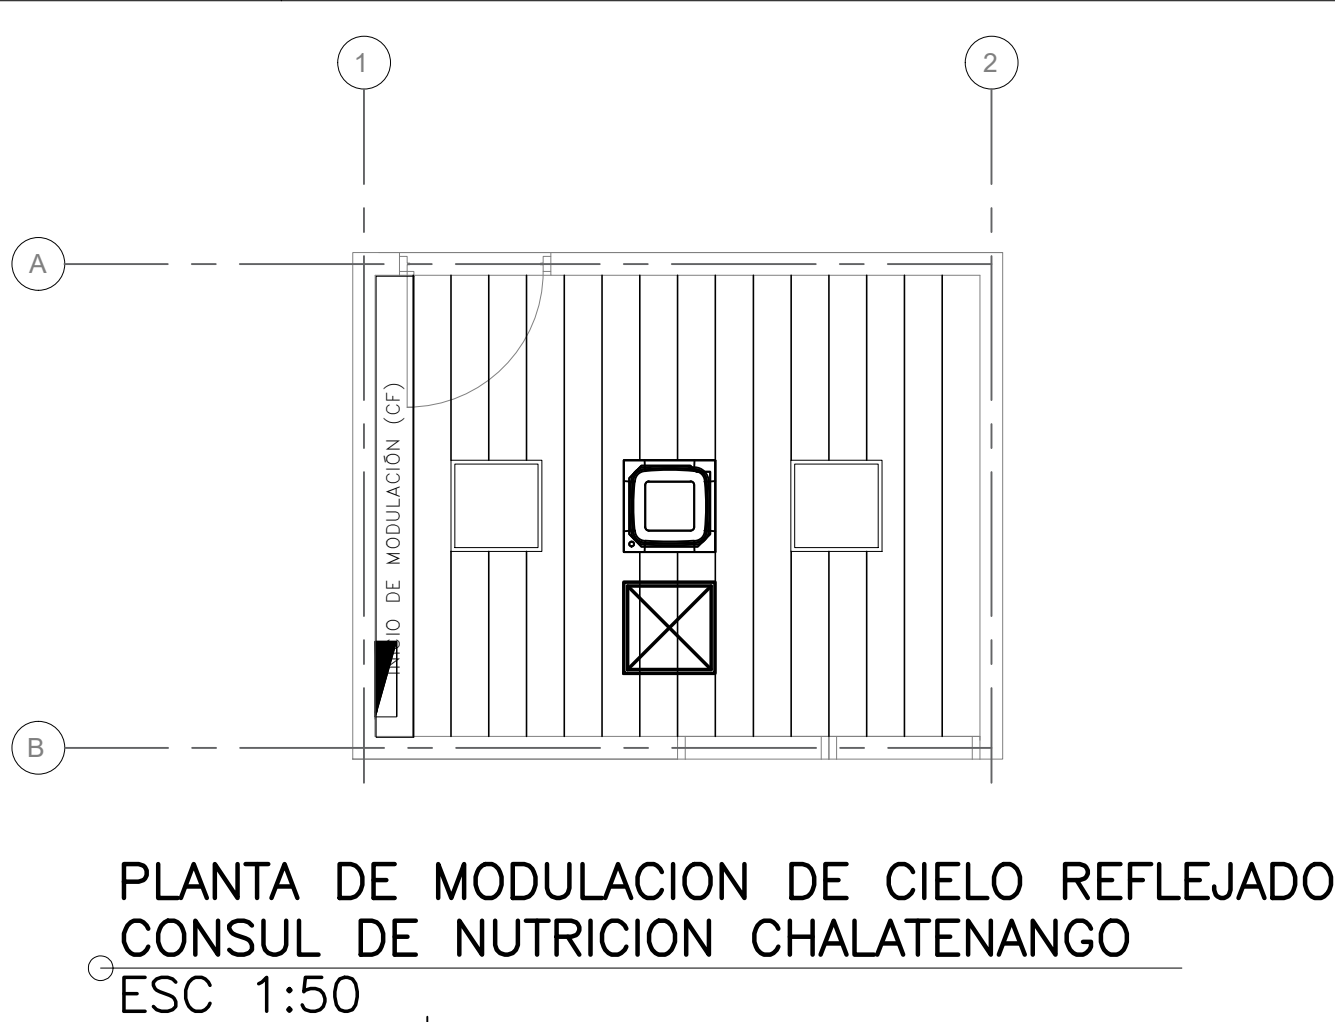 1
2
A
INICIO DE MODULACIÓN (CF)
B
PLANTA DE MODULACION DE CIELO REFLEJADO
CONSUL DE NUTRICION CHALATENANGO
ESC 1:50